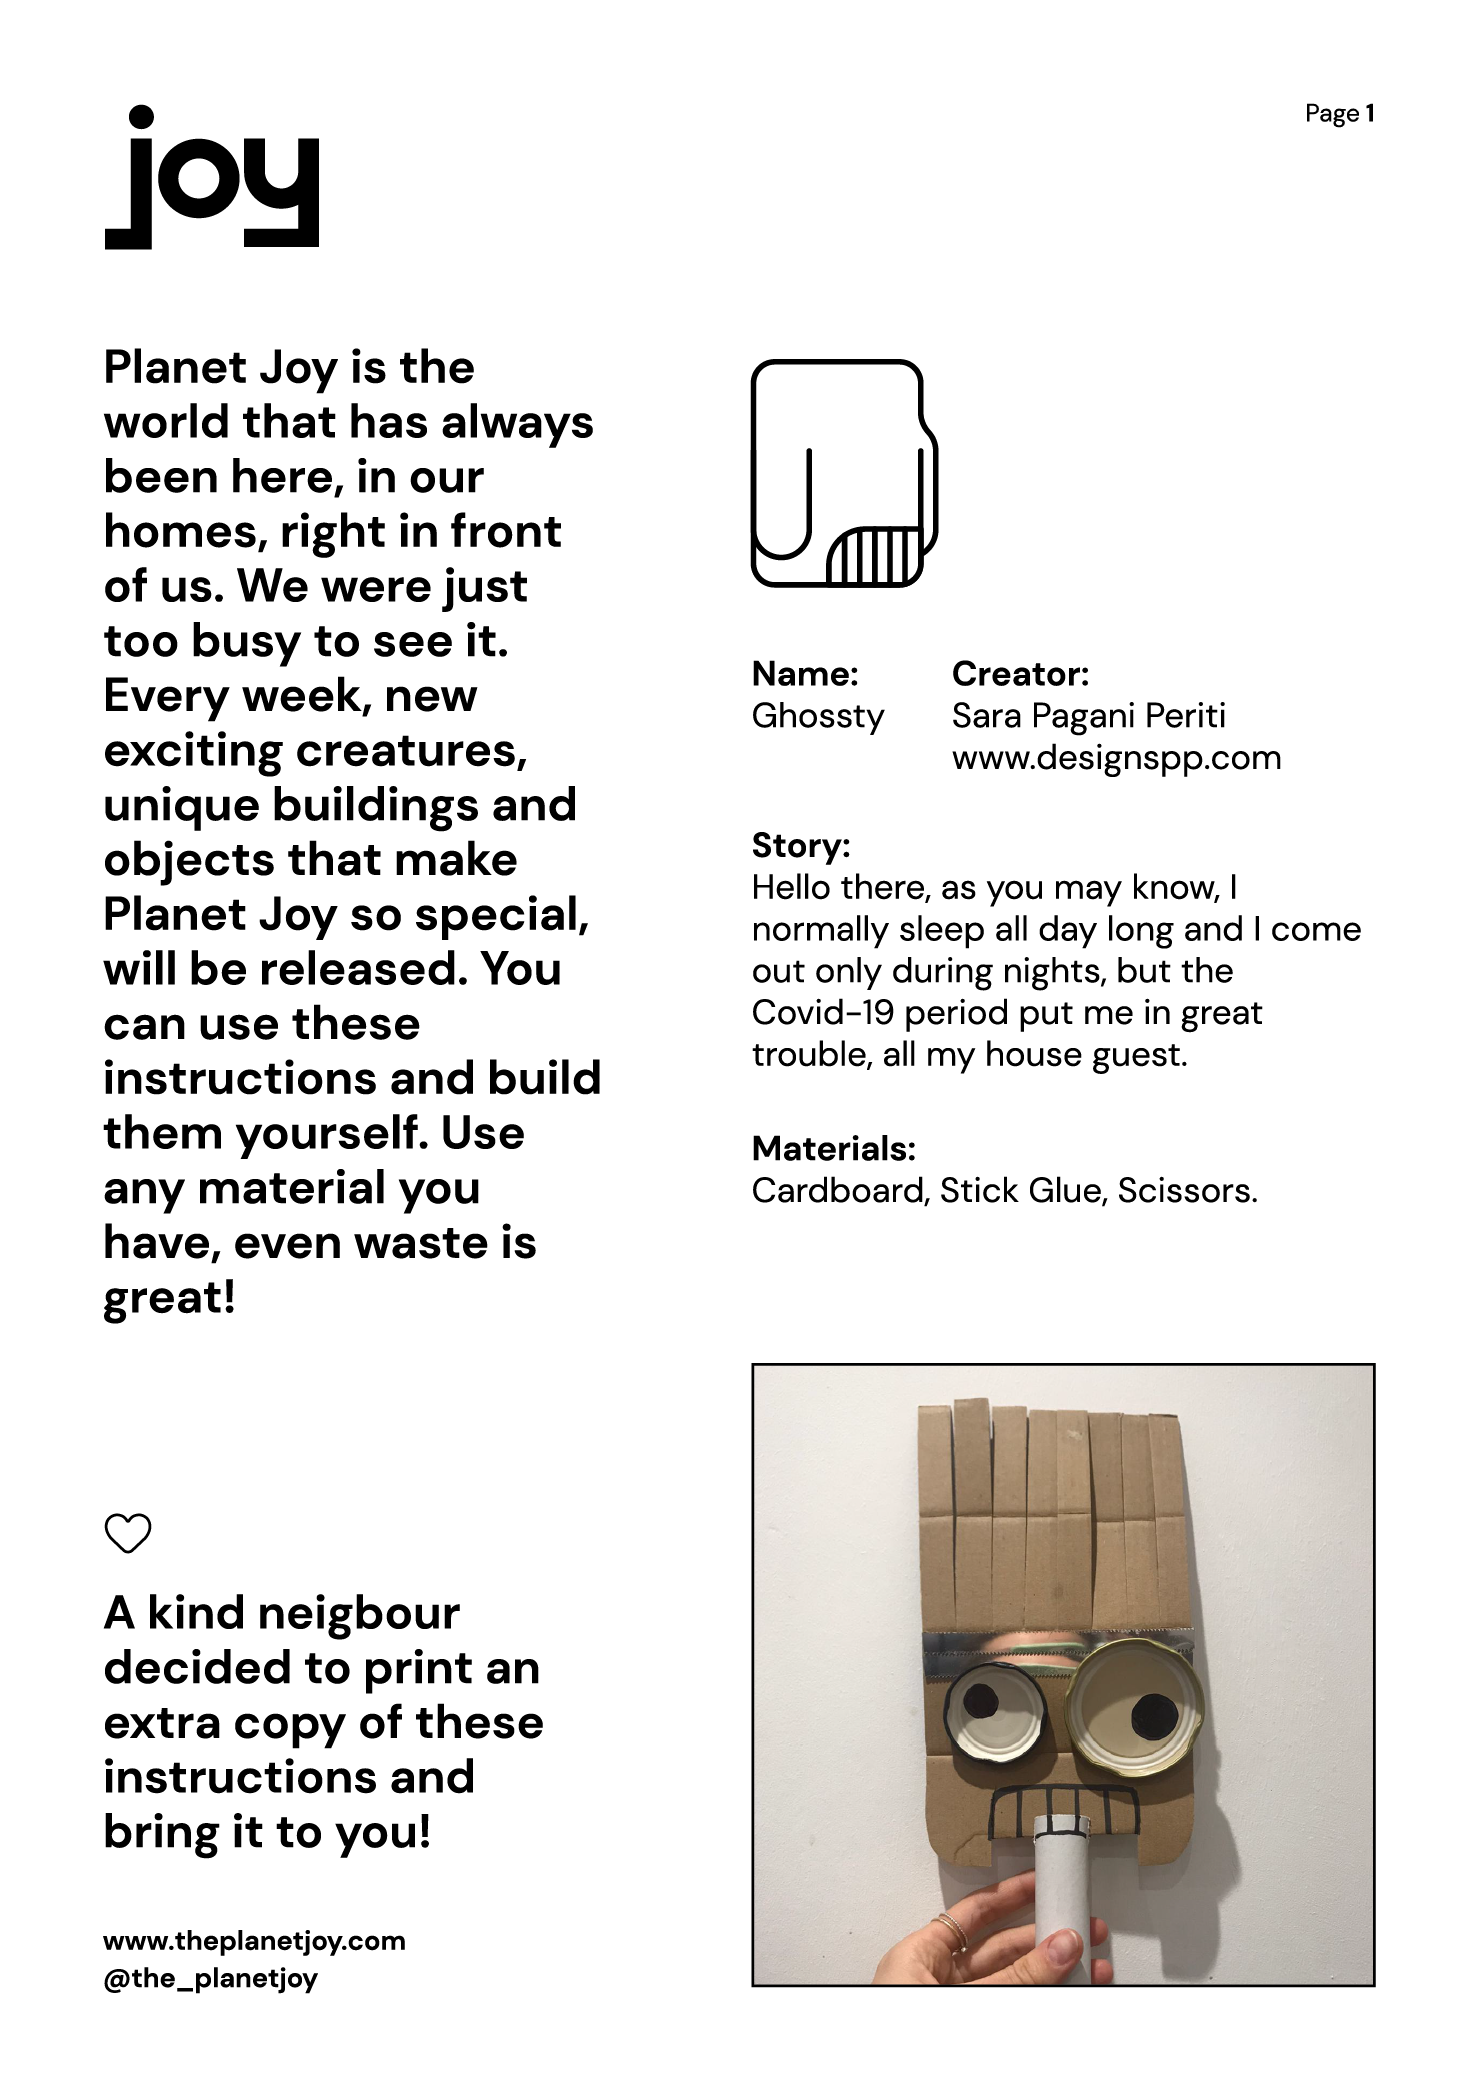 joy
Page 1
Planet Joy is the
world that has always
been here, in our
homes, right in front
of us. We were just
too busy to see it.
Every week, new
exciting creatures,
unique buildings and
objects that make
Planet Joy so special,
will be released. You
can use these
instructions and build
them yourself. Use
any material you
have, even waste is
great!
A kind neigbour
decided to print an
extra copy of these
instructions and
bring it to you!
www.theplanetjoy.com
@the_planetjoy
Name:
Ghossty
Creator:
Sara Pagani Periti
www.designspp.com
Story:
Hello there, as you may know, I
normally sleep all day long and I come
out only during nights, but the
Covid-19 period put me in great
trouble, all my house guest.
Materials:
Cardboard, Stick Glue, Scissors.